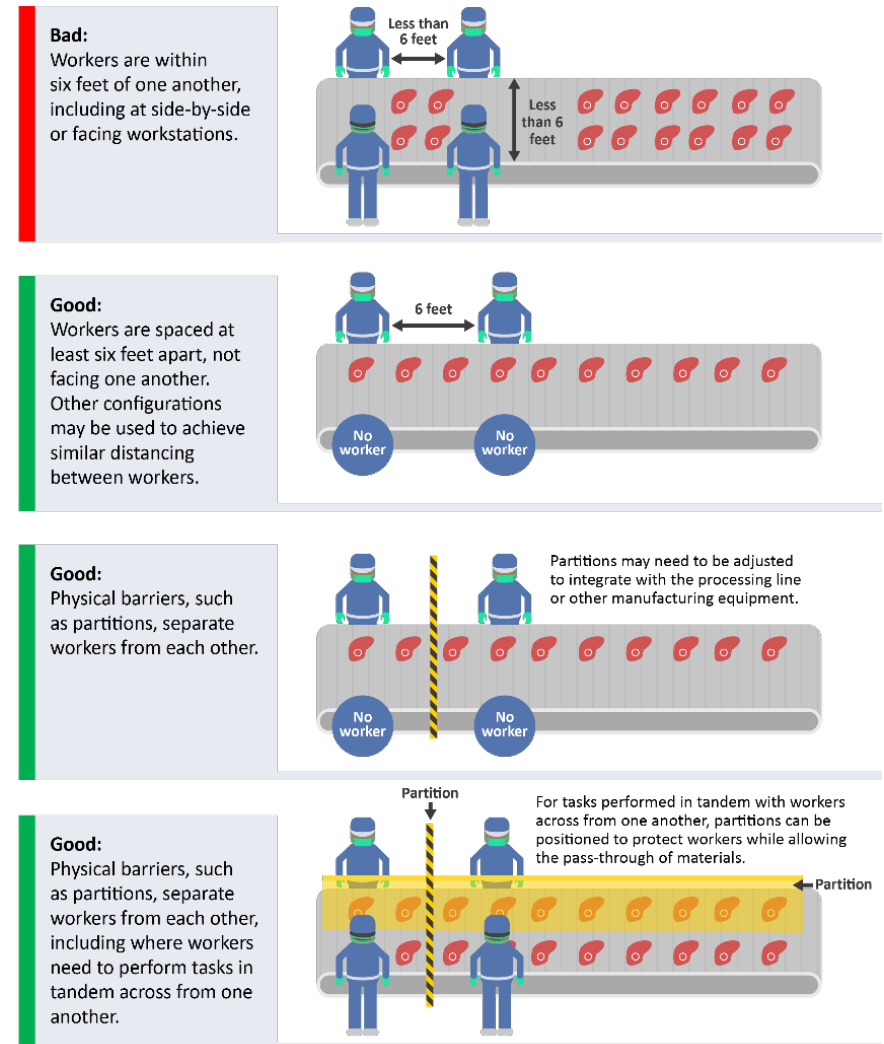 Bad:
Workers are within
six feet of one another,
including at side-by-side
or facing workstations.
Less than
6 feet
Less
than 6
feet
Good:
Workers are spaced at
least six feet apart, not
facing one another.
Other configurations
may be used to achieve
similar distancing
between workers.
6 feet
No
worker
No
worker
Good:
Physical barriers, such
as partitions, separate
workers from each other.
Partitions may need to be adjusted
to integrate with the processing line
or other manufacturing equipment.
No
worker
No
worker
Good:
Physical barriers, such
as partitions, separate
workers from each other,
including where workers
need to perform tasks in
tandem across from one
another.
Partition
For tasks performed in tandem with workers
across from one another, partitions can be
positioned to protect workers while allowing
the pass-through of materials.
Partition